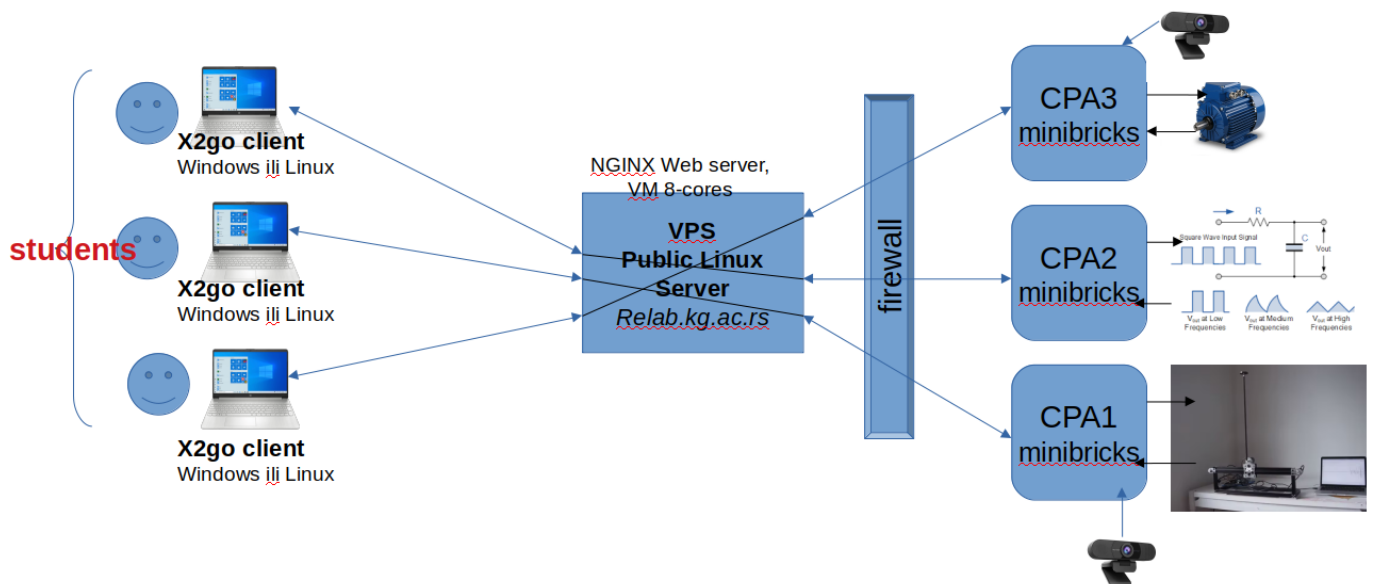 students
X2go client
Windows ili Linux
X2go client
Windows ili Linux
X2go client
Windows ili Linux
NGINX Web server,
VM 8-cores
VPS
Public Linux
Server
Relab.kg.ac.rs
firewall
CPA3
minibricks
CPA2
minibricks
R
Square Wave Input Signal
C
Vout
Vout at Low
Frequencies
Vout at Medium
Frequencies
Vout at High
Frequencies
CPA1
minibricks